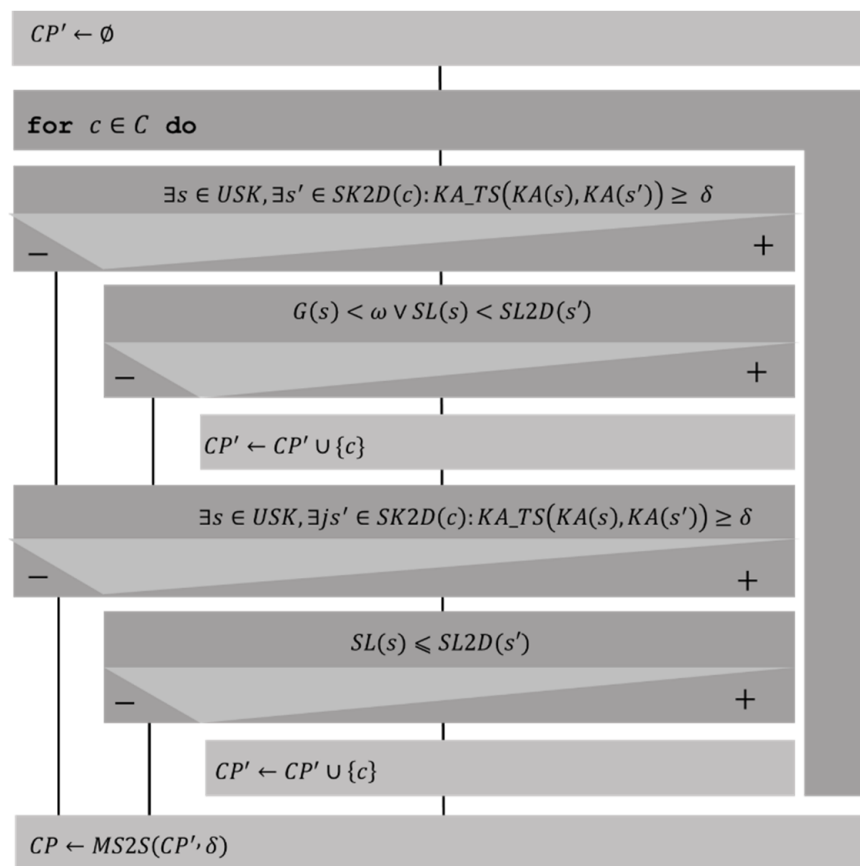 CP′ ← ∅
for c ∈ C do
∃s ∈ USK, ∃s′ ∈ SK2D(c): KA_TS(KA(s), KA(s′)) ≥ δ
− +
G(s) < ω ∨ SL(s) < SL2D(s′)
− +
CP′ ← CP′ ∪ {c}
∃s ∈ USK, ∃js′ ∈ SK2D(c): KA_TS(KA(s), KA(s′)) ≥ δ
− +
SL(s) ⩽ SL2D(s′)
− +
CP′ ← CP′ ∪ {c}
CP ← MS2S(CP′, δ)